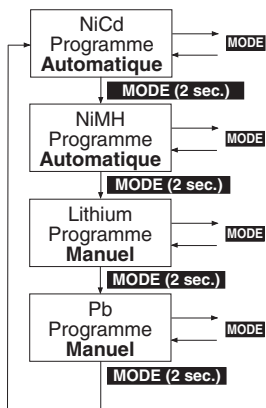 NiCd
Programme
Automatique
MODE
MODE (2 sec.)
NiMH
Programme
Automatique
MODE
MODE (2 sec.)
Lithium
Programme
Manuel
MODE
MODE (2 sec.)
Pb
Programme
Manuel
MODE
MODE (2 sec.)